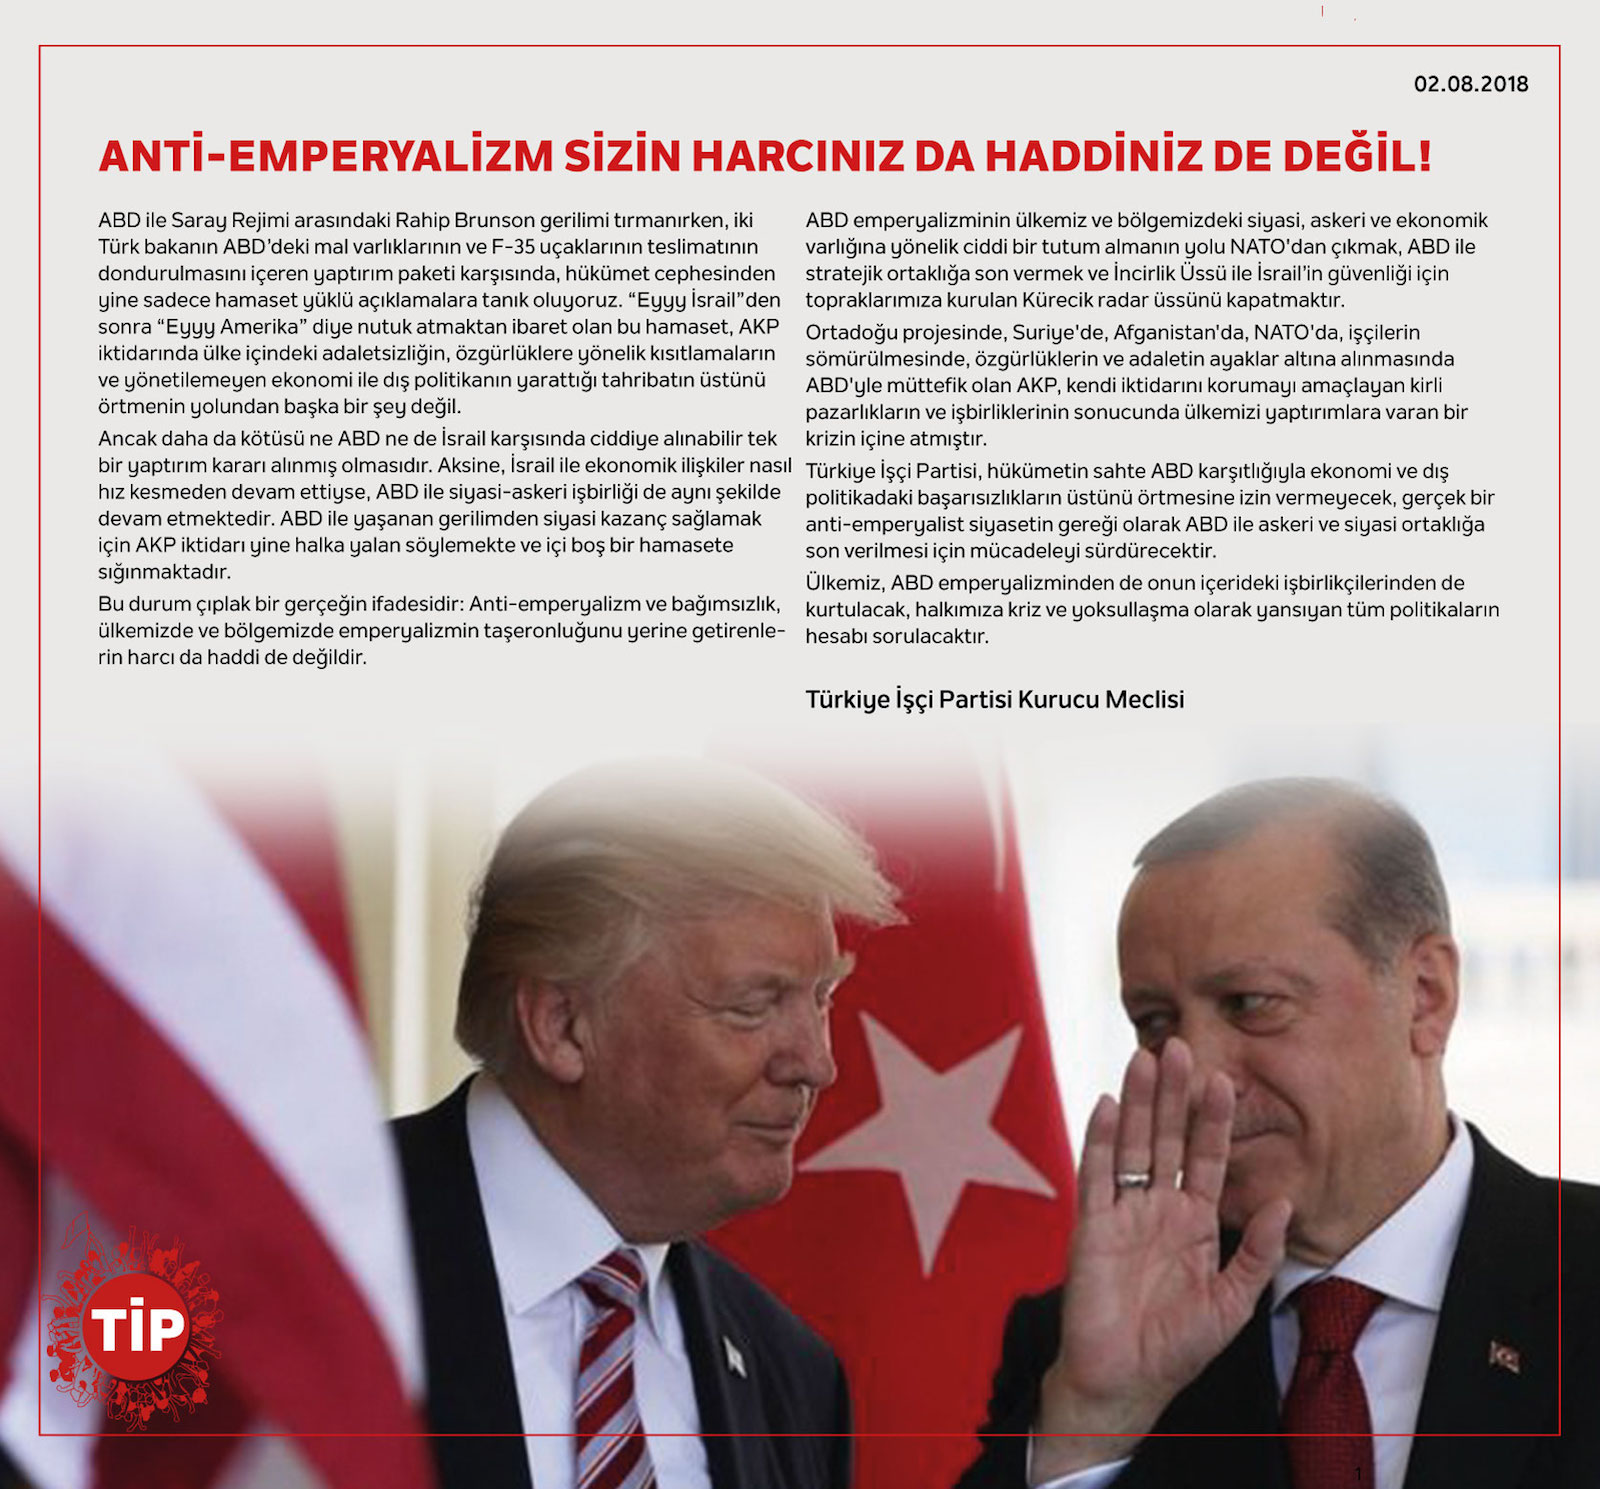 02.08.2018
ANTİ-EMPERYALİZM SİZİN HARCINIZ DA HADDİNİZ DE DEĞİL!
ABD ile Saray Rejimi arasındaki Rahip Brunson gerilimi tırmanırken, iki
Türk bakanın ABD'deki mal varlıklarının ve F-35 uçaklarının teslimatının
dondurulmasını içeren yaptırım paketi karşısında, hükümet cephesinden
yine sadece hamaset yüklü açıklamalara tanık oluyoruz. “Eyyy İsrail”den
sonra “Eyyy Amerika” diye nutuk atmaktan ibaret olan bu hamaset, AKP
iktidarında ülke içindeki adaletsizliğin, özgürlüklere yönelik kısıtlamaların
ve yönetilemeyen ekonomi ile dış politikanın yarattığı tahribatın üstünü
örtmenin yolundan başka bir şey değil.
Ancak daha da kötüsü ne ABD ne de İsrail karşısında ciddiye alınabilir tek
bir yaptırım kararı alınmış olmasıdır. Aksine, İsrail ile ekonomik ilişkiler nasıl
hız kesmeden devam ettiyse, ABD ile siyasi-askeri işbirliği de aynı şekilde
devam etmektedir. ABD ile yaşanan gerilimden siyasi kazanç sağlamak
için AKP iktidarı yine halka yalan söylemekte ve içi boş bir hamasete
sığınmaktadır.
Bu durum çıplak bir gerçeğin ifadesidir: Anti-emperyalizm ve bağımsızlık,
ülkemizde ve bölgemizde emperyalizmin taşeronluğunu yerine getirenle-
rin harcı da haddi de değildir.
ABD emperyalizminin ülkemiz ve bölgemizdeki siyasi, askeri ve ekonomik
varlığına yönelik ciddi bir tutum almanın yolu NATO'dan çıkmak, ABD ile
stratejik ortaklığa son vermek ve İncirlik Üssü ile İsrail'in güvenliği için
topraklarımıza kurulan Kürecik radar üssünü kapatmaktır.
Ortadoğu projesinde, Suriye'de, Afganistan'da, NATO'da, işçilerin
sömürülmesinde, özgürlüklerin ve adaletin ayaklar altına alınmasında
ABD'yle müttefik olan AKP, kendi iktidarını korumayı amaçlayan kirli
pazarlıkların ve işbirliklerinin sonucunda ülkemizi yaptırımlara varan bir
krizin içine atmıştır.
Türkiye İşçi Partisi, hükümetin sahte ABD karşıtlığıyla ekonomi ve dış
politikadaki başarısızlıkların üstünü örtmesine izin vermeyecek, gerçek bir
anti-emperyalist siyasetin gereği olarak ABD ile askeri ve siyasi ortaklığa
son verilmesi için mücadeleyi sürdürecektir.
Ülkemiz, ABD emperyalizminden de onun içerideki işbirlikçilerinden de
kurtulacak, halkımıza kriz ve yoksullaşma olarak yansıyan tüm politikaların
hesabı sorulacaktır.
Türkiye İşçi Partisi Kurucu Meclisi
TİP
1